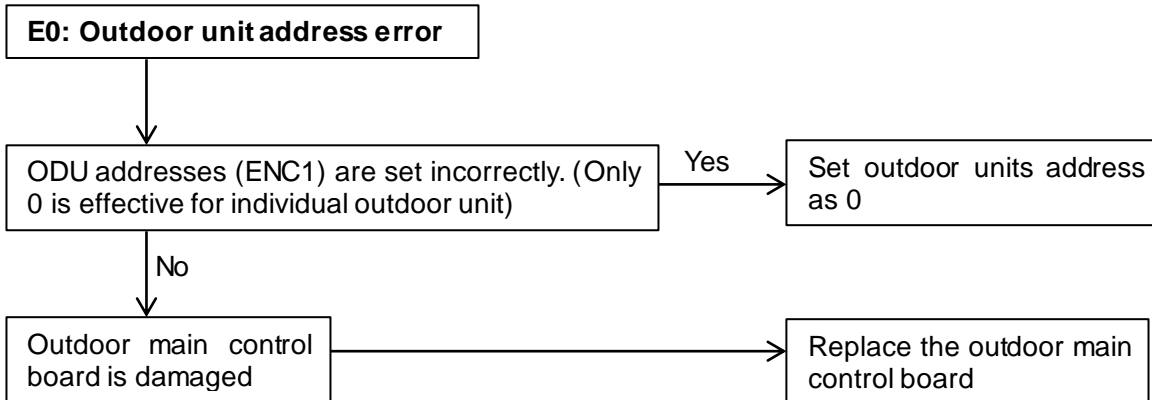 E0: Outdoor unit address error
ODU addresses (ENC1) are set incorrectly. (Only
0 is effective for individual outdoor unit)
Yes
Set outdoor units address
as 0
No
Outdoor main control
board is damaged
Replace the outdoor main
control board